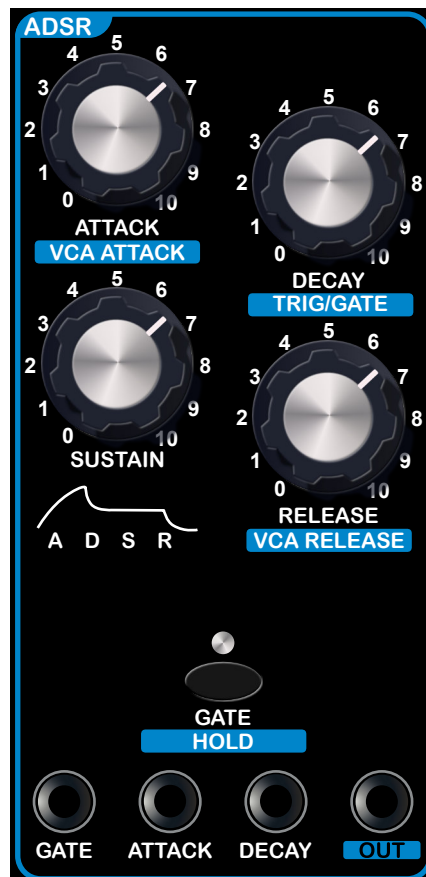 ADSR
5
4 6
3 7
2 8
1 9
0 10
ATTACK
VCA ATTACK
5
4 6
3 7
2 8
1 9
0 10
DECAY
TRIG/GATE
5
4 6
3 7
2 8
1 9
0 10
SUSTAIN
5
4 6
3 7
2 8
1 9
0 10
RELEASE
VCA RELEASE
A D S R
GATE
HOLD
GATE ATTACK DECAY OUT